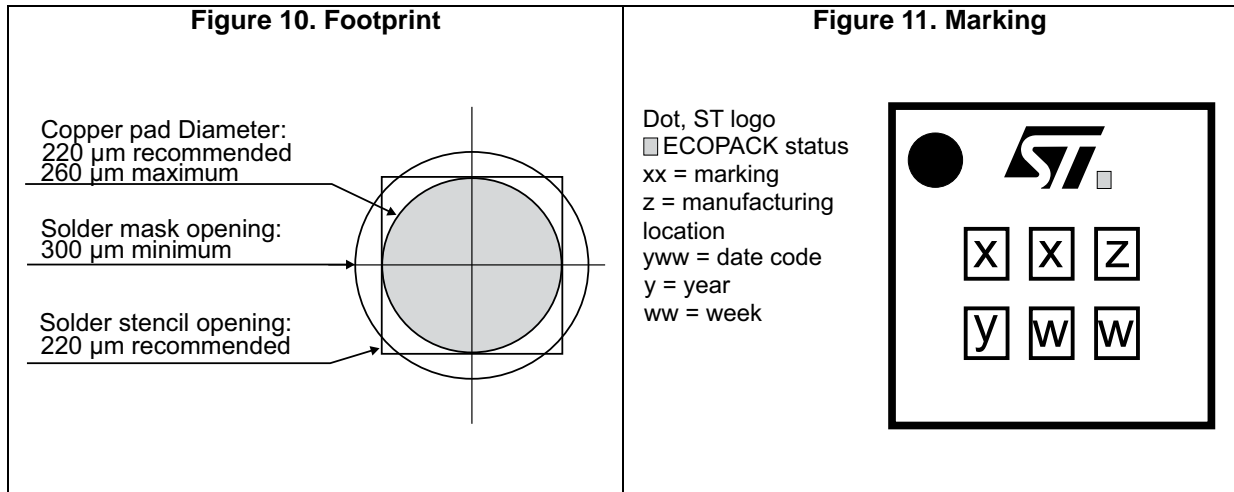 Figure 10. Footprint
Copper pad Diameter:
220 µm recommended
260 µm maximum
Solder mask opening:
300 µm minimum
Solder stencil opening:
220 µm recommended
Figure 11. Marking
Dot, ST logo
ECOPACK status
xx = marking
z = manufacturing
location
yww = date code
y = year
ww = week
ST
x x z
y w w